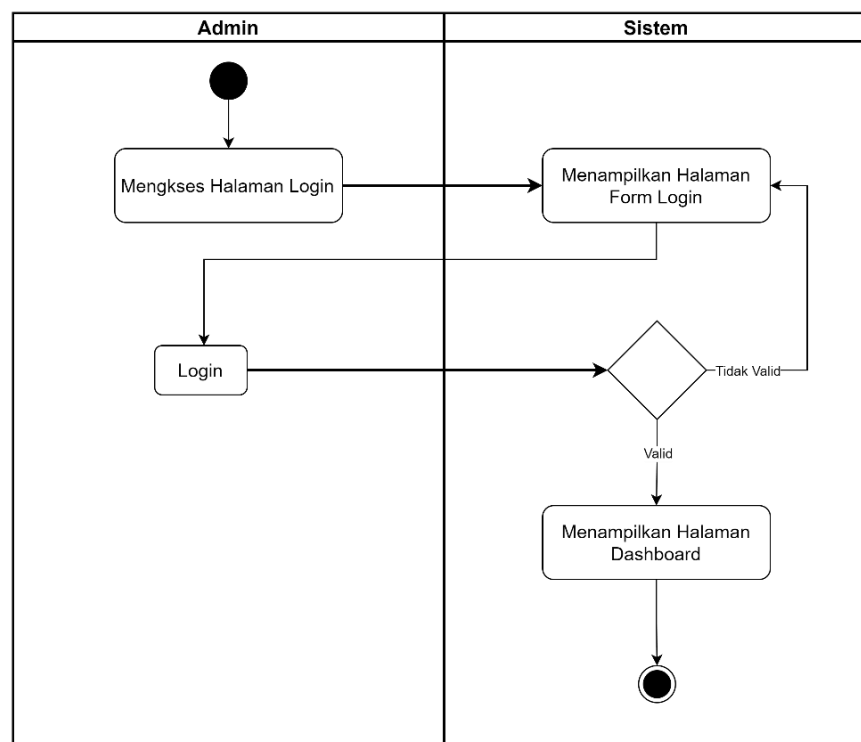 Admin
Sistem
Mengkses Halaman Login
Menampilkan Halaman
Form Login
Login
Tidak Valid
Valid
Menampilkan Halaman
Dashboard